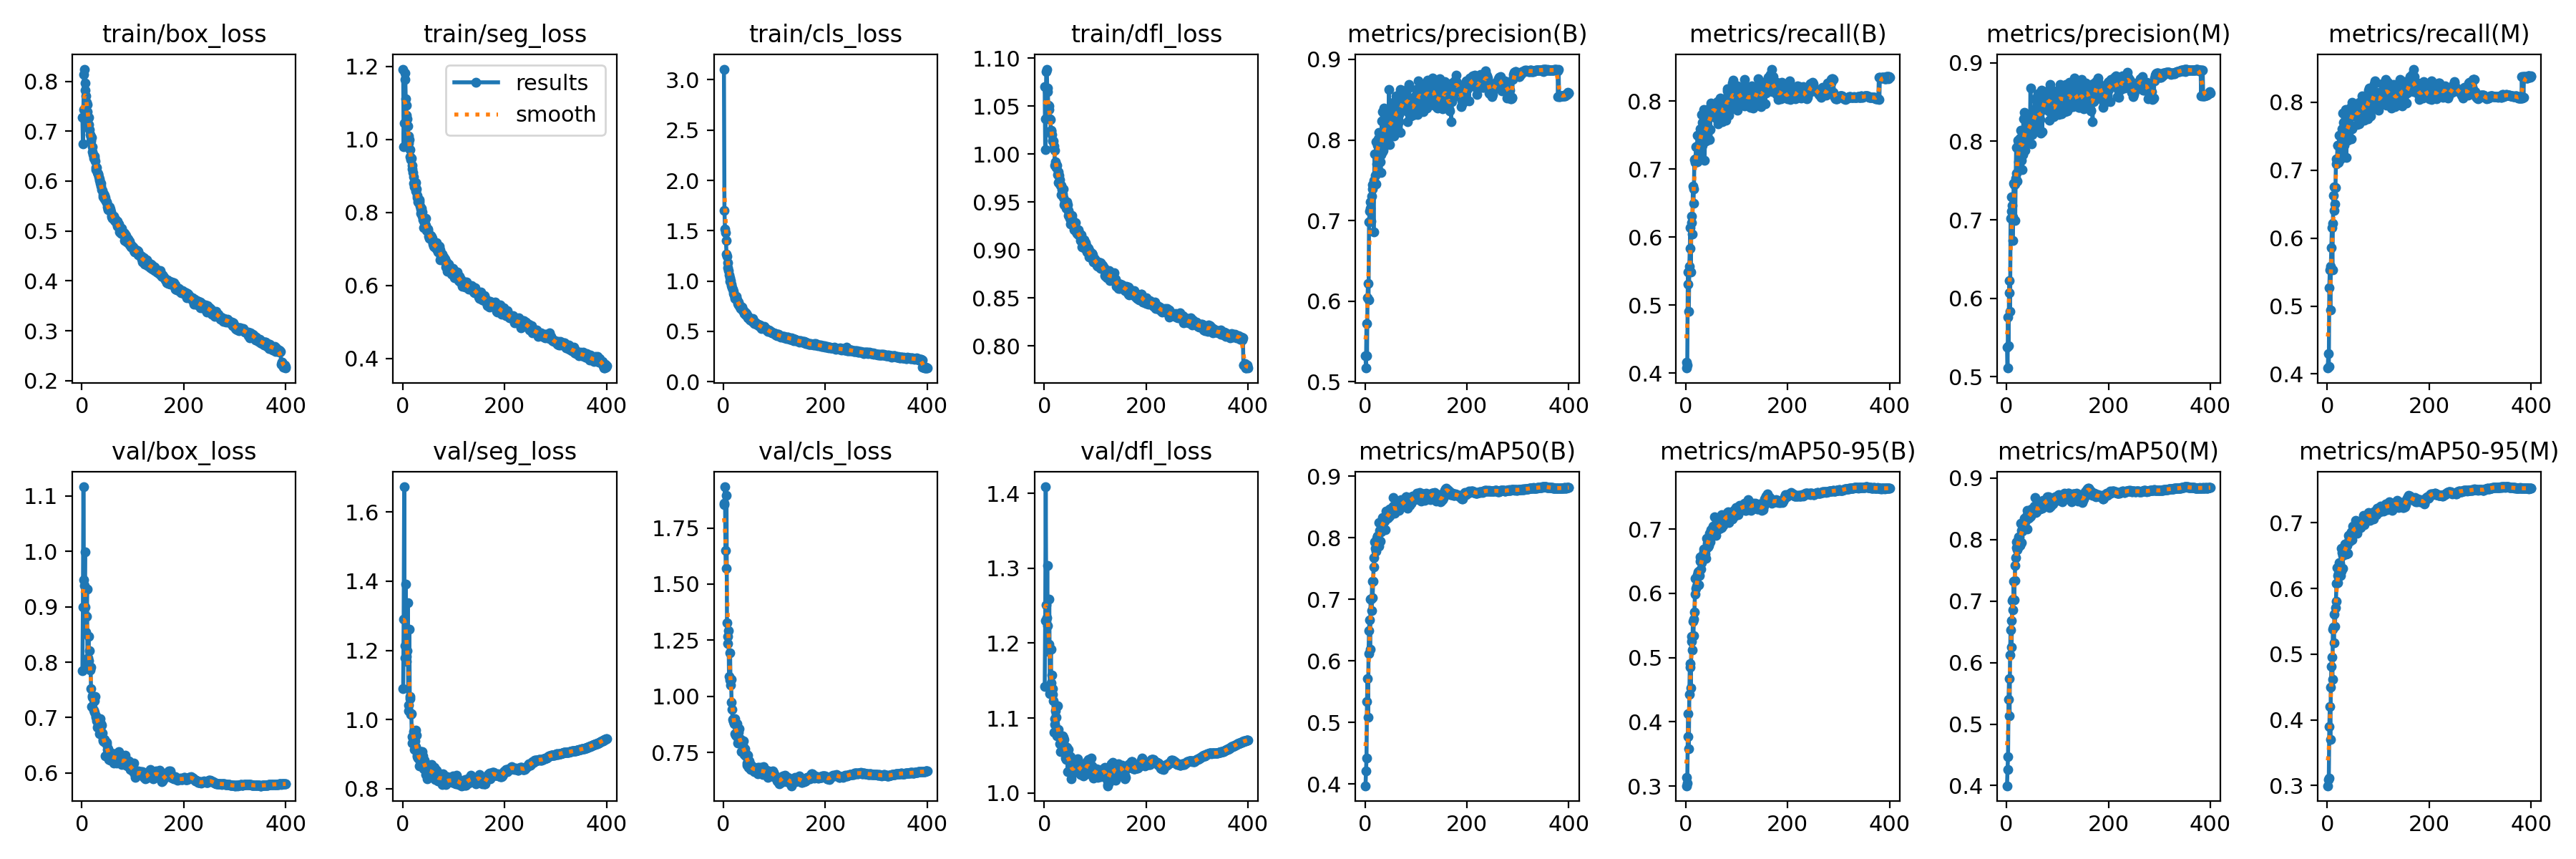 train/box_loss
0.8
0.7
0.6
0.5
0.4
0.3
0.2
0 200 400
train/seg_loss
results
smooth
1.2
1.0
0.8
0.6
0.4
0 200 400
train/cls_loss
3.0
2.5
2.0
1.5
1.0
0.5
0.0
0 200 400
train/dfl_loss
1.10
1.05
1.00
0.95
0.90
0.85
0.80
0 200 400
metrics/precision(B)
0.9
0.8
0.7
0.6
0.5
0 200 400
metrics/recall(B)
0.8
0.7
0.6
0.5
0.4
0 200 400
metrics/precision(M)
0.9
0.8
0.7
0.6
0.5
0 200 400
metrics/recall(M)
0.8
0.7
0.6
0.5
0.4
0 200 400
val/box_loss
1.1
1.0
0.9
0.8
0.7
0.6
0 200 400
val/seg_loss
1.6
1.4
1.2
1.0
0.8
0 200 400
val/cls_loss
1.75
1.50
1.25
1.00
0.75
0 200 400
val/dfl_loss
1.4
1.3
1.2
1.1
1.0
0 200 400
metrics/mAP50(B)
0.9
0.8
0.7
0.6
0.5
0.4
0 200 400
metrics/mAP50-95(B)
0.7
0.6
0.5
0.4
0.3
0 200 400
metrics/mAP50(M)
0.9
0.8
0.7
0.6
0.5
0.4
0 200 400
metrics/mAP50-95(M)
0.7
0.6
0.5
0.4
0.3
0 200 400